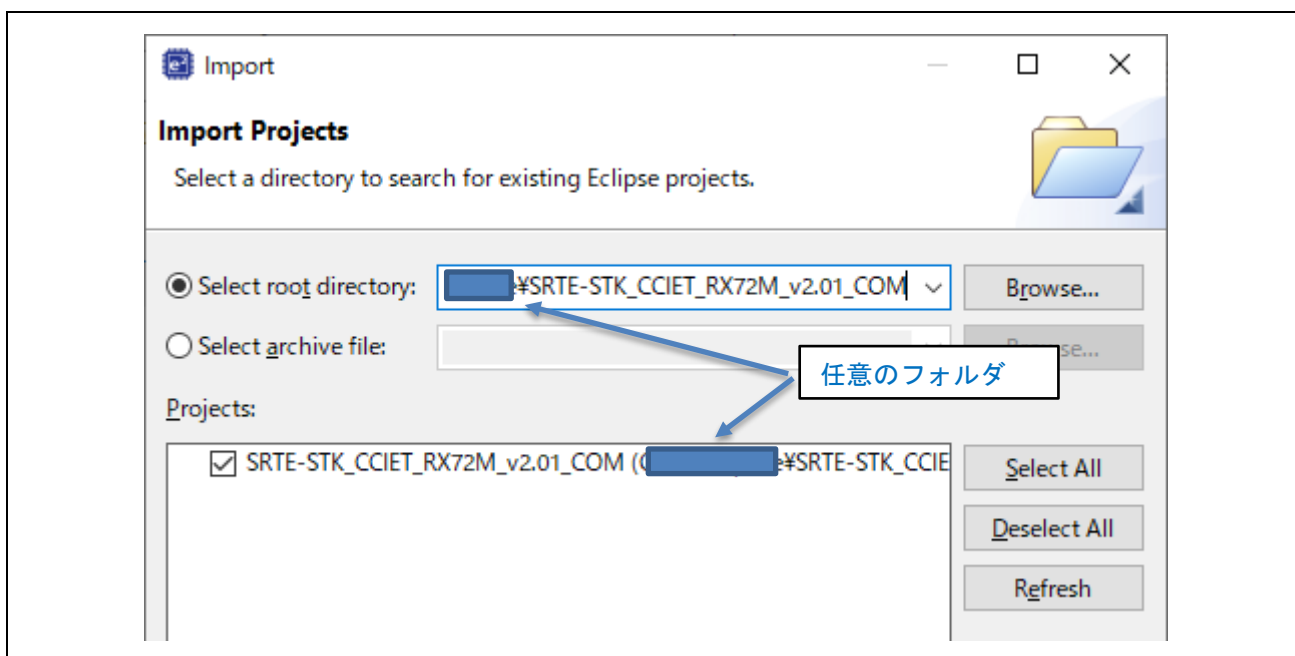 Import
Import Projects
Select a directory to search for existing Eclipse projects.
Select root directory: ¥SRTE-STK_CCIET_RX72M_v2.01_COM Browse...
Select archive file:
任意のフォルダ
Projects:
SRTE-STK_CCIET_RX72M_v2.01_COM ( ¥SRTE-STK_CCIE
Select All
Deselect All
Refresh